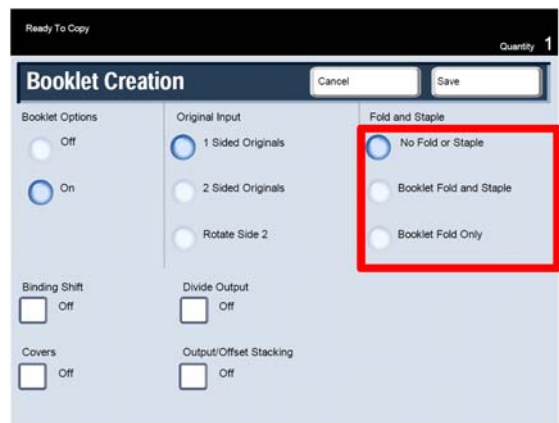 Ready To Copy
Quantity 1
Booklet Creation
Cancel
Save
Booklet Options
Off
On
Original Input
1 Sided Originals
2 Sided Originals
Rotate Side 2
Fold and Staple
No Fold or Staple
Booklet Fold and Staple
Booklet Fold Only
Binding Shift
Off
Divide Output
Off
Covers
Off
Output/Offset Stacking
Off